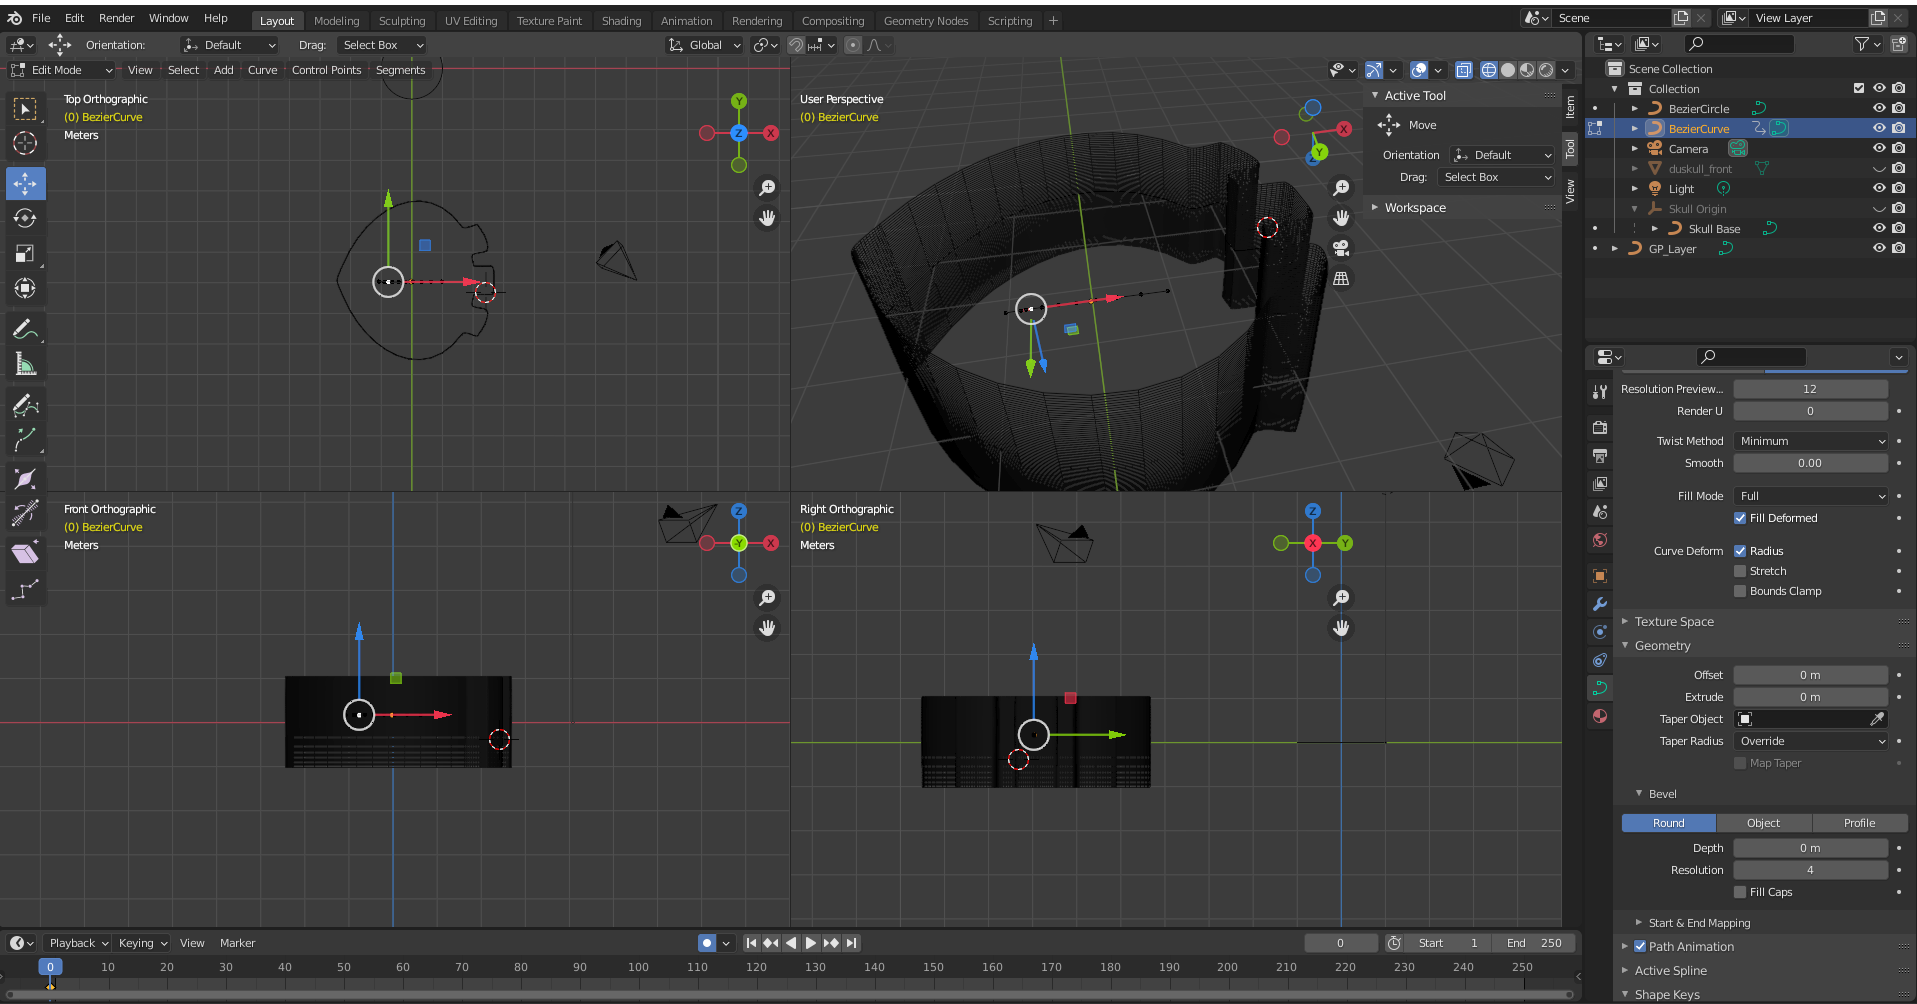 File Edit Render Window Help Layout Modeling Sculpting UV Editing Texture Paint Shading Animation Rendering Compositing Geometry Nodes Scripting + Scene View Layer
Orientation: Default Drag: Select Box Global
Edit Mode View Select Add Curve Control Points Segments
Top Orthographic
(0) BezierCurve
Meters
Y
Z
X
User Perspective
(0) BezierCurve
X
Y
Z
Active Tool
Move
Orientation Default
Drag: Select Box
Workspace
Item
Tool
View
Front Orthographic
(0) BezierCurve
Meters
Z
-Y
X
Right Orthographic
(0) BezierCurve
Meters
Z
X
Y
Scene Collection
Collection
BezierCircle
BezierCurve
Camera
duskull_front
Light
Skull Origin
Skull Base
GP_Layer
Resolution Preview... 12
Render U 0
Twist Method Minimum
Smooth 0.00
Fill Mode Full
Fill Deformed
Curve Deform Radius
Stretch
Bounds Clamp
Texture Space
Geometry
Offset 0 m
Extrude 0 m
Taper Object
Taper Radius Override
Map Taper
Bevel
Round Object Profile
Depth 0 m
Resolution 4
Fill Caps
Start & End Mapping
Path Animation
Active Spline
Shape Keys
Playback Keying View Marker 0 Start 1 End 250
0 10 20 30 40 50 60 70 80 90 100 110 120 130 140 150 160 170 180 190 200 210 220 230 240 250